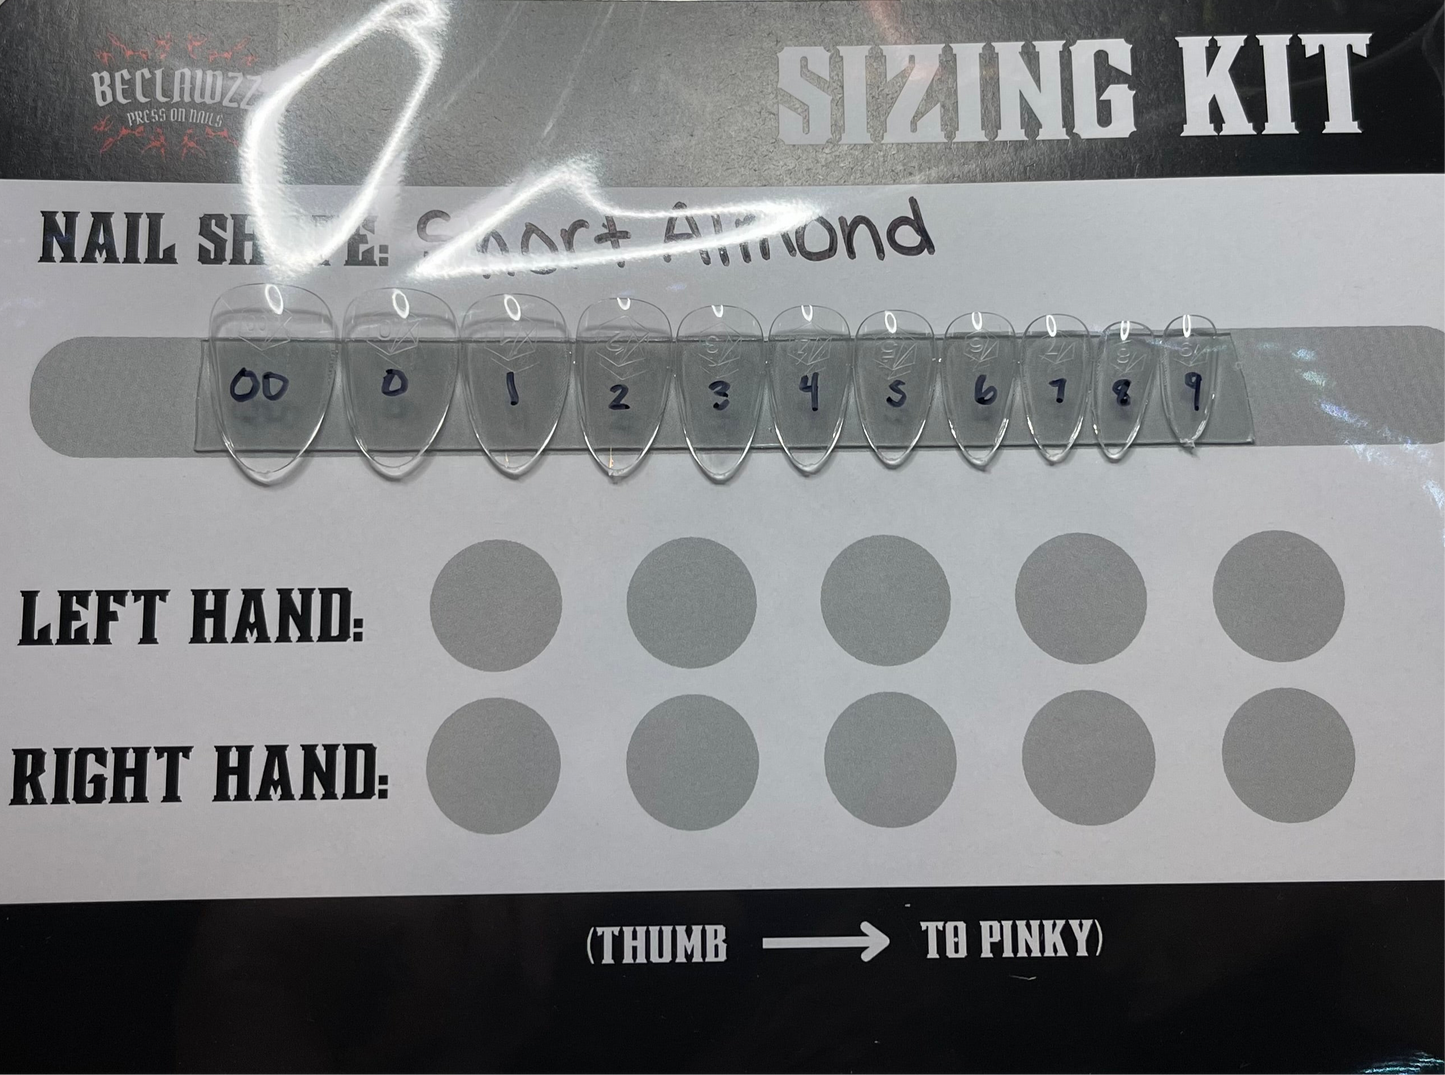 BECLAWZZ
PRESS ON NAILS
SIZING KIT
NAIL SHAPE: Short Almond
00 0 1 2 3 4 5 6 7 8 9
LEFT HAND:
RIGHT HAND:
(THUMB → TO PINKY)